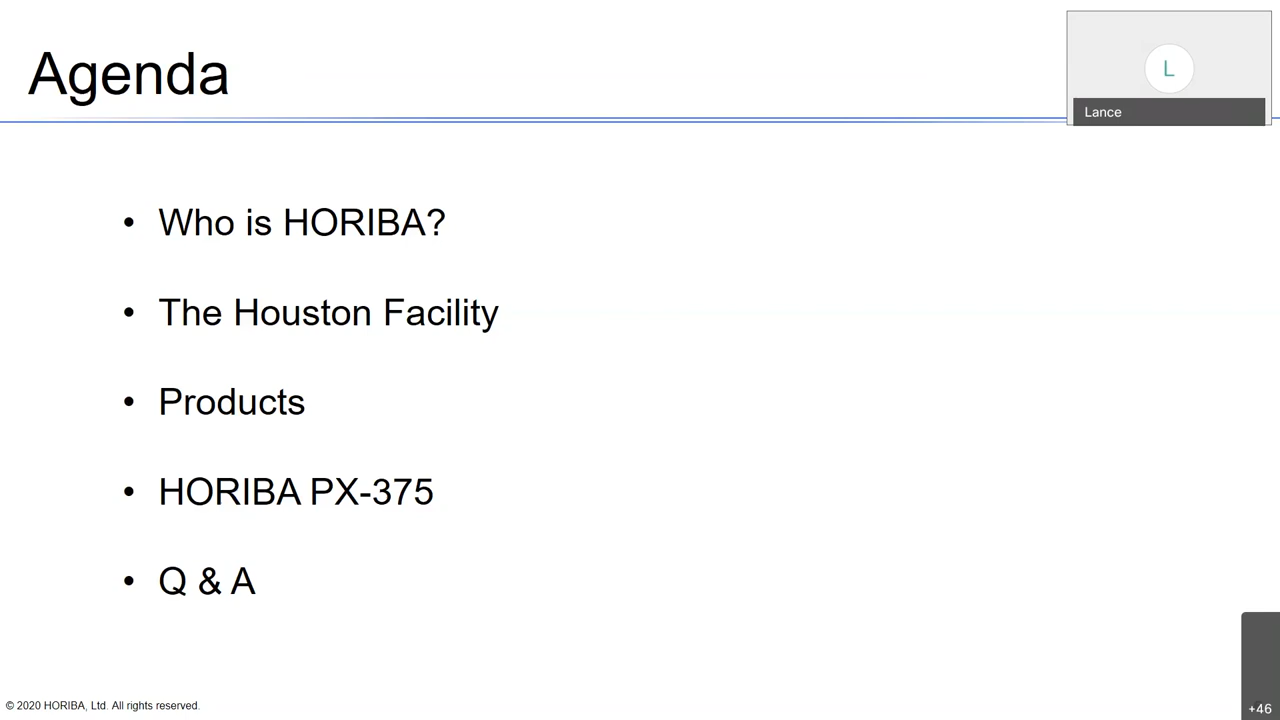 Agenda
L
Lance
• Who is HORIBA?
• The Houston Facility
• Products
• HORIBA PX-375
• Q & A
© 2020 HORIBA, Ltd. All rights reserved.
+46